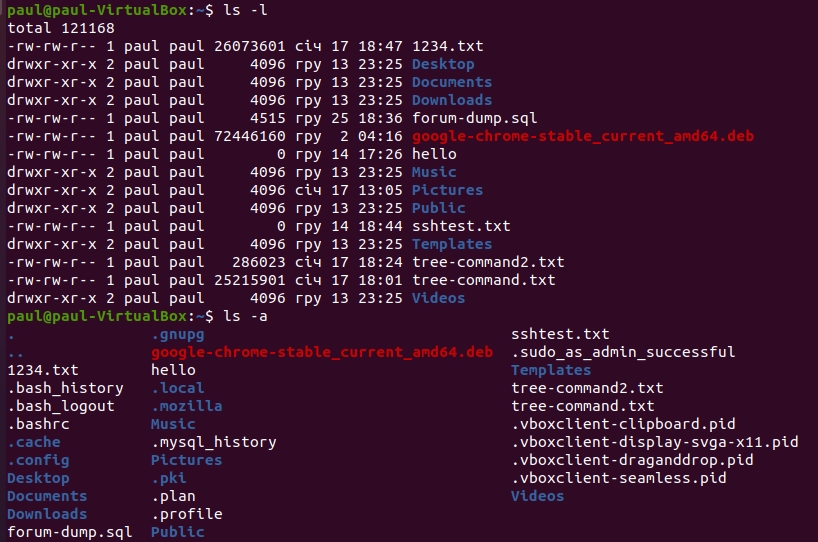 paul@paul-VirtualBox:~$ ls -l
total 121168
-rw-rw-r-- 1 paul paul 26073601 січ 17 18:47 1234.txt
drwxr-xr-x 2 paul paul     4096 гру 13 23:25 Desktop
drwxr-xr-x 2 paul paul     4096 гру 13 23:25 Documents
drwxr-xr-x 2 paul paul     4096 гру 13 23:25 Downloads
-rw-rw-r-- 1 paul paul     4515 гру 25 18:36 forum-dump.sql
-rw-rw-r-- 1 paul paul 72446160 гру  2 04:16 google-chrome-stable_current_amd64.deb
-rw-rw-r-- 1 paul paul        0 гру 14 17:26 hello
drwxr-xr-x 2 paul paul     4096 гру 13 23:25 Music
drwxr-xr-x 2 paul paul     4096 січ 17 13:05 Pictures
drwxr-xr-x 2 paul paul     4096 гру 13 23:25 Public
-rw-rw-r-- 1 paul paul        0 гру 14 18:44 sshtest.txt
drwxr-xr-x 2 paul paul     4096 гру 13 23:25 Templates
-rw-rw-r-- 1 paul paul   286023 січ 17 18:24 tree-command2.txt
-rw-rw-r-- 1 paul paul 25215901 січ 17 18:01 tree-command.txt
drwxr-xr-x 2 paul paul     4096 гру 13 23:25 Videos
paul@paul-VirtualBox:~$ ls -a
.               .gnupg                                  sshtest.txt
..              google-chrome-stable_current_amd64.deb  .sudo_as_admin_successful
1234.txt        hello                                   Templates
.bash_history   .local                                  tree-command2.txt
.bash_logout    .mozilla                                tree-command.txt
.bashrc         Music                                   .vboxclient-clipboard.pid
.cache          .mysql_history                          .vboxclient-display-svga-x11.pid
.config         Pictures                                .vboxclient-draganddrop.pid
Desktop         .pki                                    .vboxclient-seamless.pid
Documents       .plan                                   Videos
Downloads       .profile
forum-dump.sql  Public